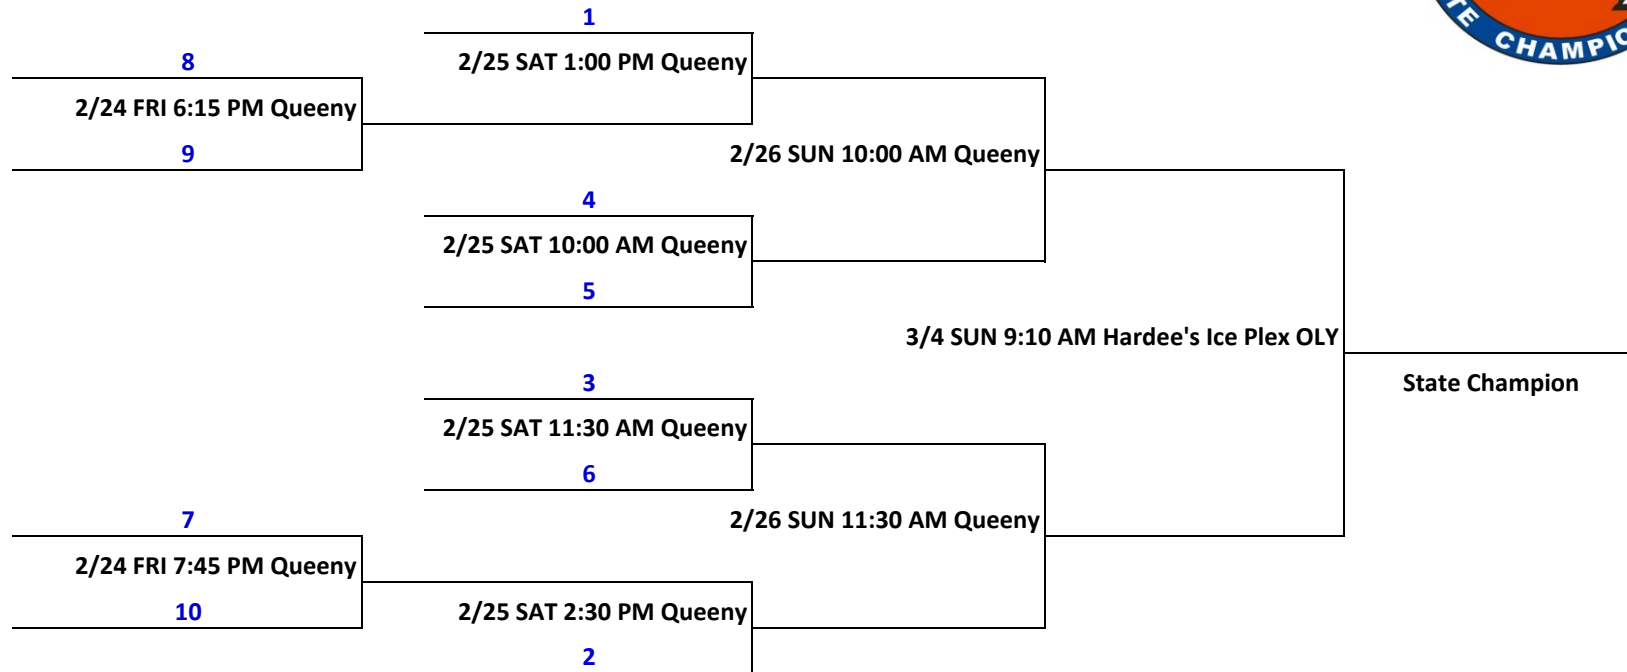 1
8
2/25 SAT 1:00 PM Queeny
2/24 FRI 6:15 PM Queeny
9
2/26 SUN 10:00 AM Queeny
4
2/25 SAT 10:00 AM Queeny
5
3/4 SUN 9:10 AM Hardee's Ice Plex OLY
3
State Champion
2/25 SAT 11:30 AM Queeny
6
7
2/26 SUN 11:30 AM Queeny
2/24 FRI 7:45 PM Queeny
10
2/25 SAT 2:30 PM Queeny
2